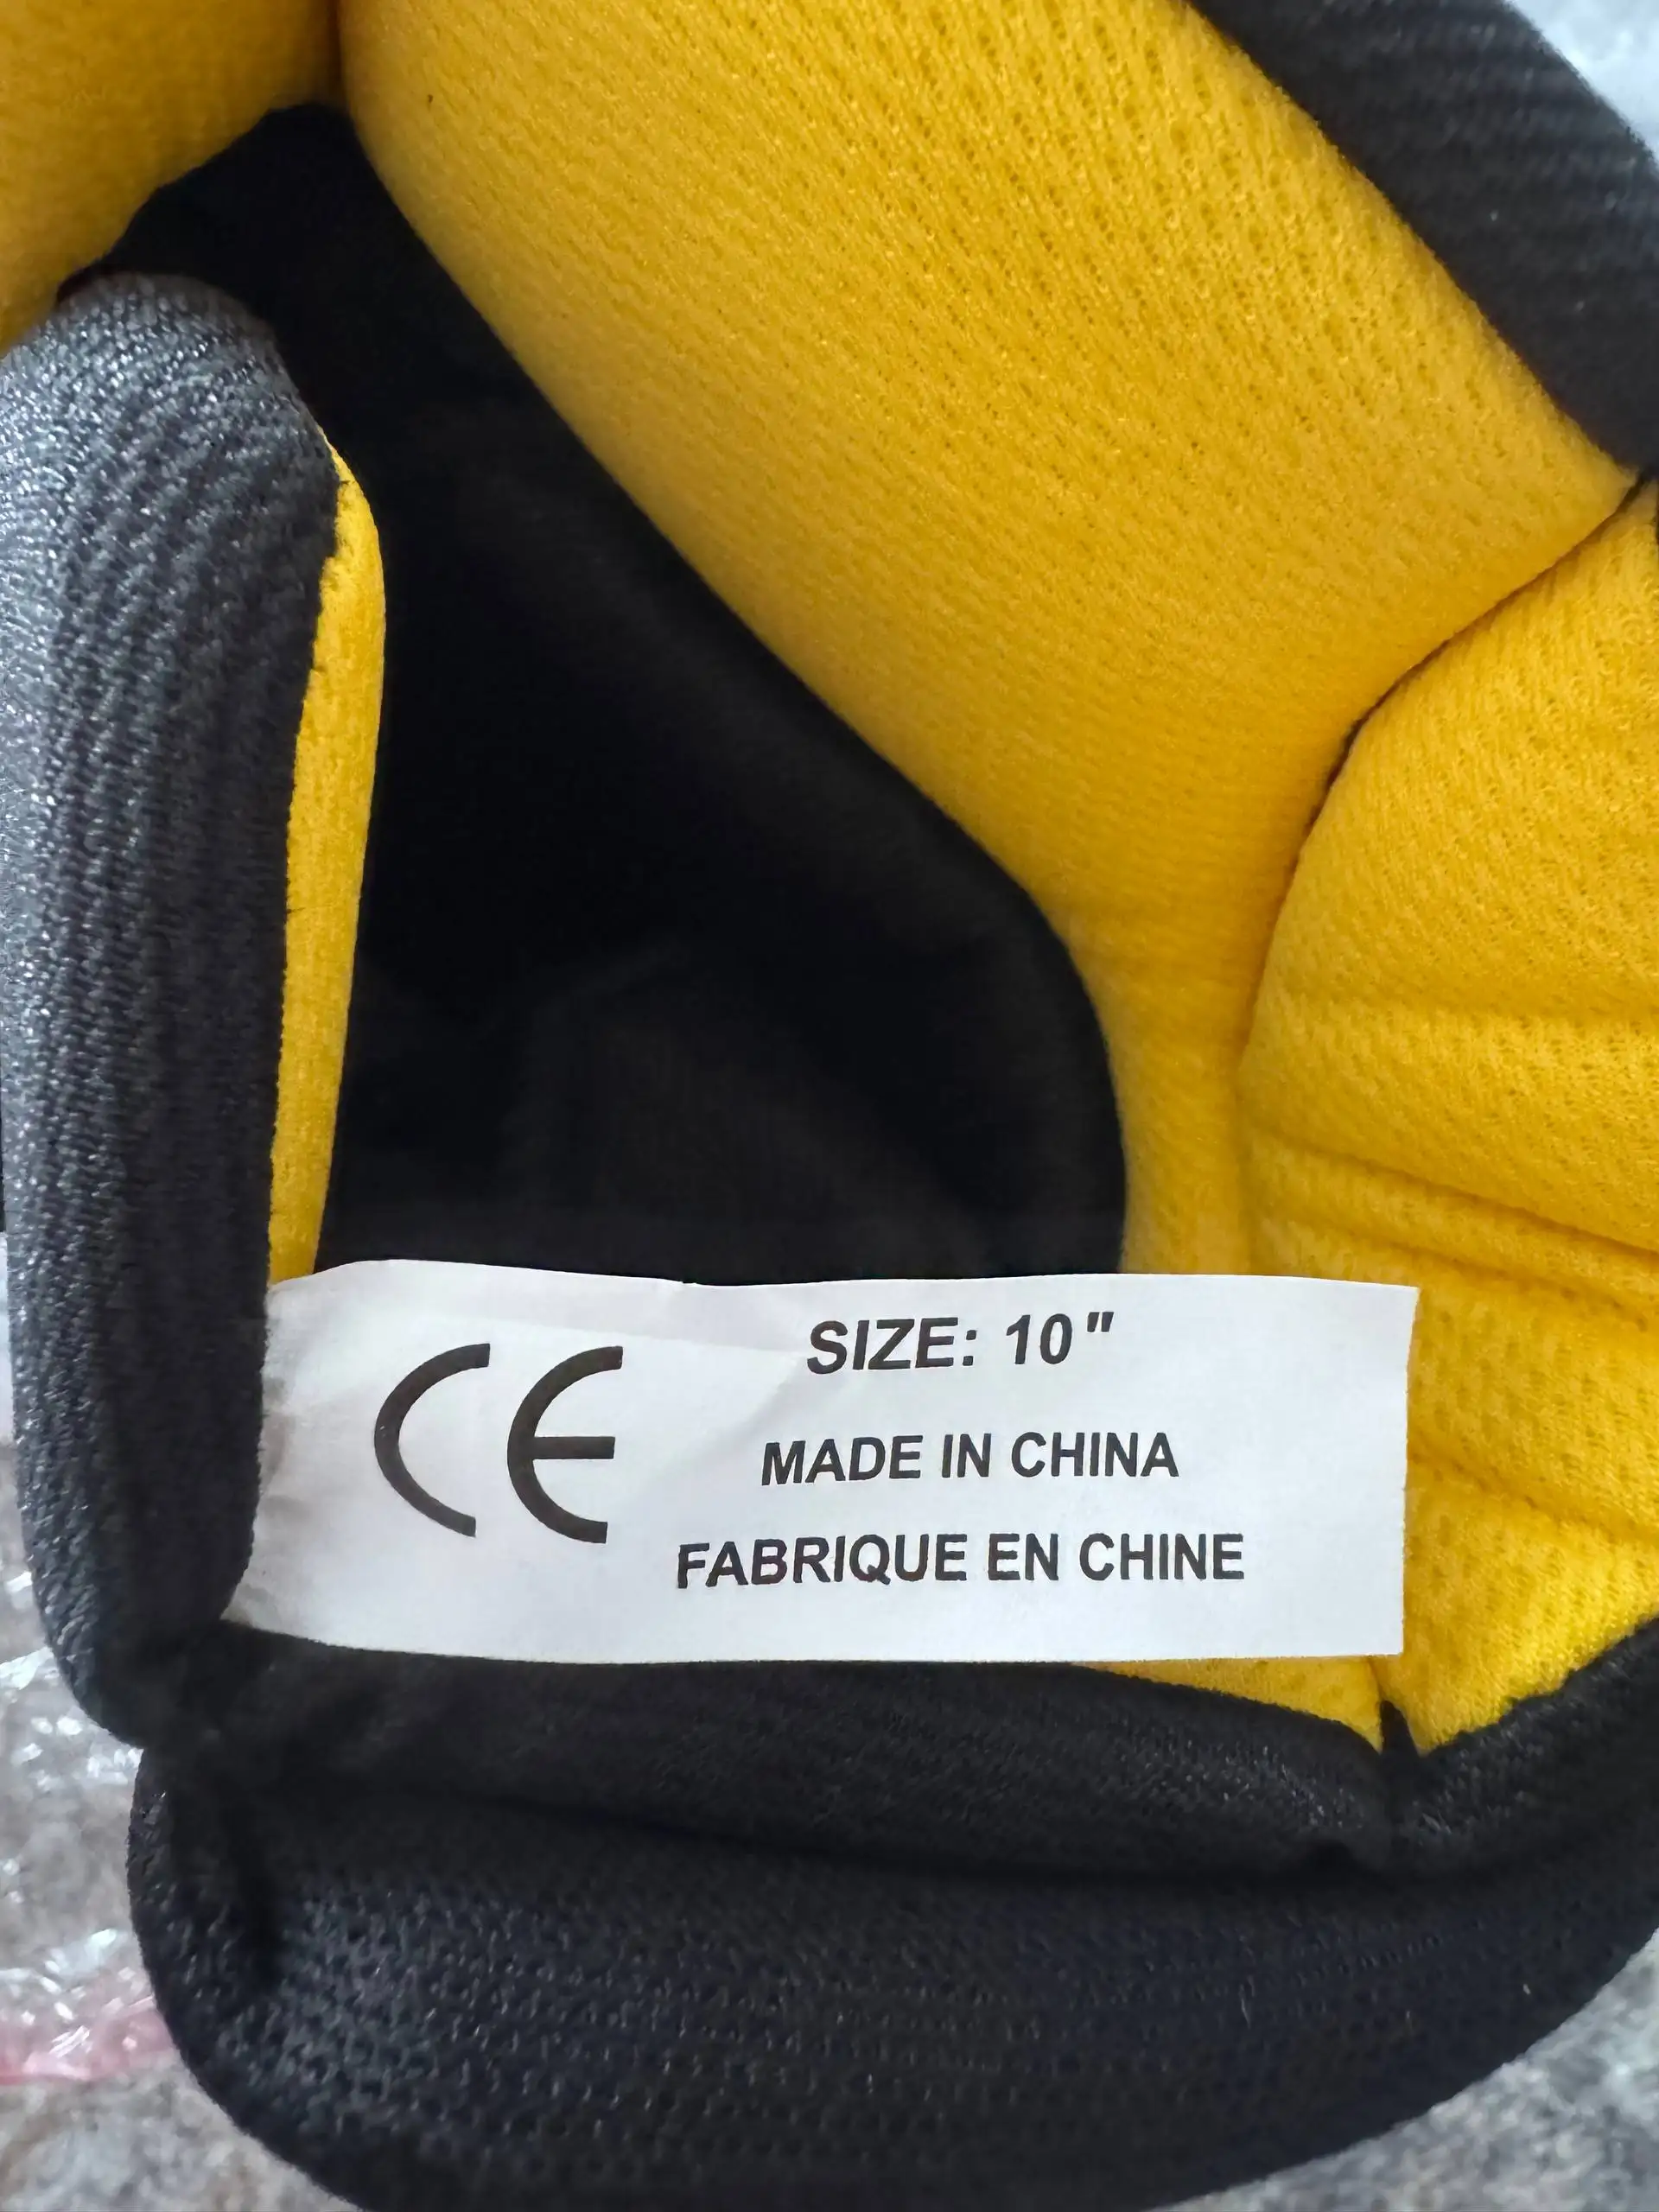 CE
SIZE: 10"
MADE IN CHINA
FABRIQUE EN CHINE